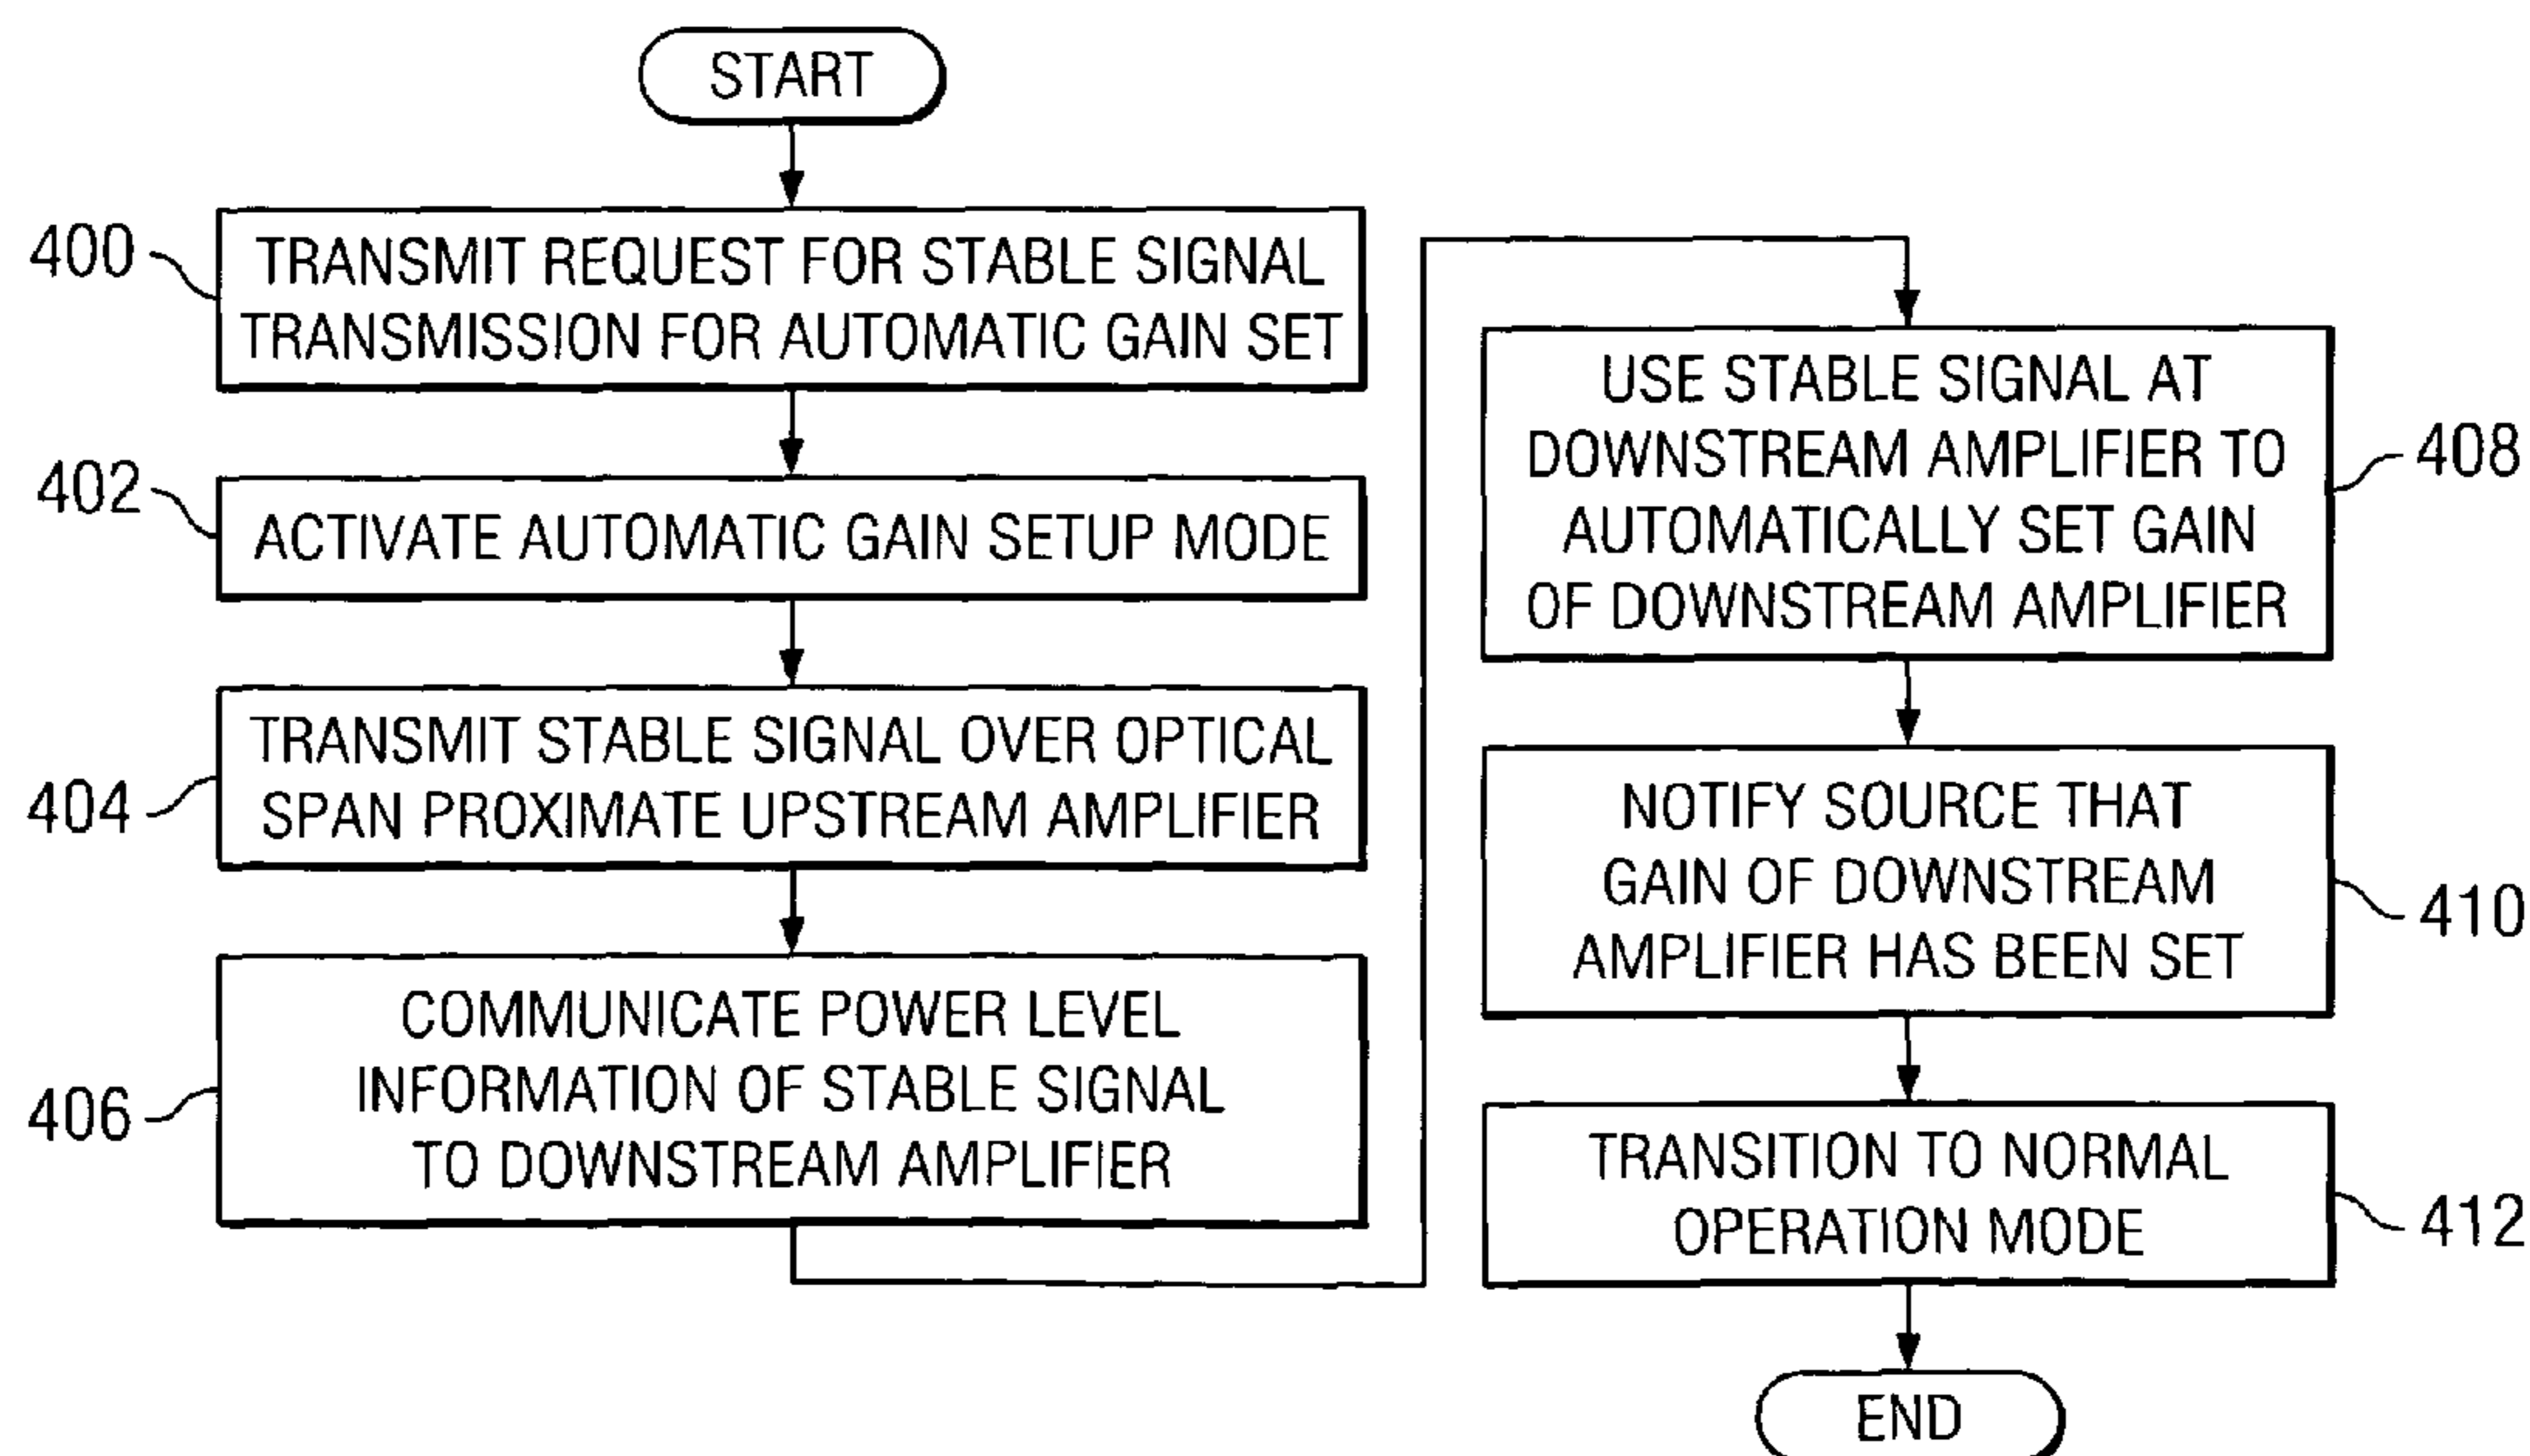 START
400
TRANSMIT REQUEST FOR STABLE SIGNAL
TRANSMISSION FOR AUTOMATIC GAIN SET
402
ACTIVATE AUTOMATIC GAIN SETUP MODE
404
TRANSMIT STABLE SIGNAL OVER OPTICAL
SPAN PROXIMATE UPSTREAM AMPLIFIER
406
COMMUNICATE POWER LEVEL
INFORMATION OF STABLE SIGNAL
TO DOWNSTREAM AMPLIFIER
USE STABLE SIGNAL AT
DOWNSTREAM AMPLIFIER TO
AUTOMATICALLY SET GAIN
OF DOWNSTREAM AMPLIFIER
408
NOTIFY SOURCE THAT
GAIN OF DOWNSTREAM
AMPLIFIER HAS BEEN SET
410
TRANSITION TO NORMAL
OPERATION MODE
412
END